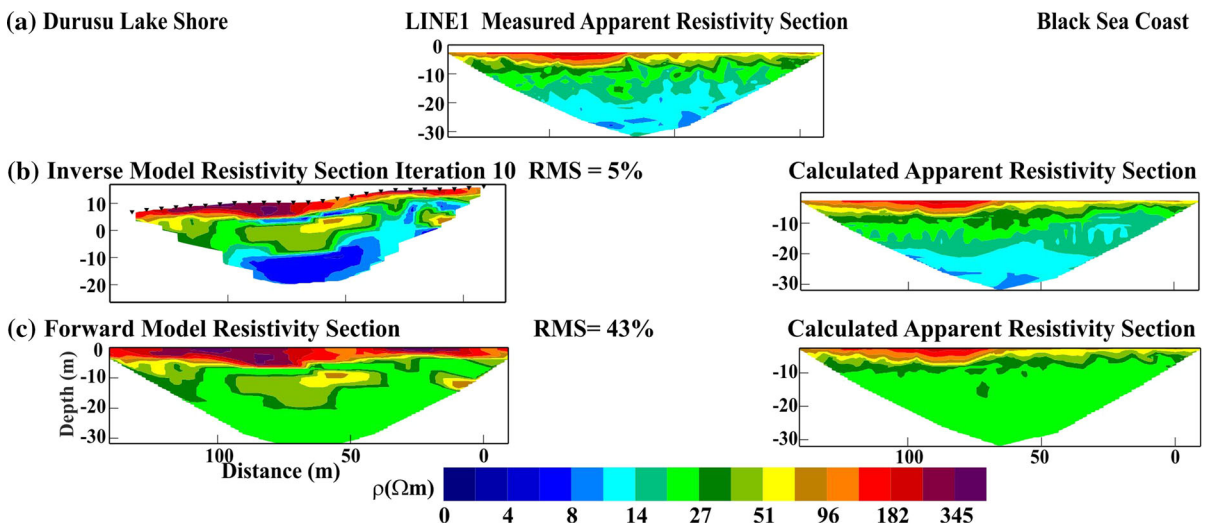 (a) Durusu Lake Shore LINE1 Measured Apparent Resistivity Section Black Sea Coast
0
-10
-20
-30
(b) Inverse Model Resistivity Section Iteration 10 RMS = 5% Calculated Apparent Resistivity Section
10
0
-10
-20
-10
-20
-30
(c) Forward Model Resistivity Section RMS= 43% Calculated Apparent Resistivity Section
0
-10
-20
-30
Depth (m)
-10
-20
-30
100 50 0
Distance (m)
100 50 0
ρ(Ωm)
0 4 8 14 27 51 96 182 345